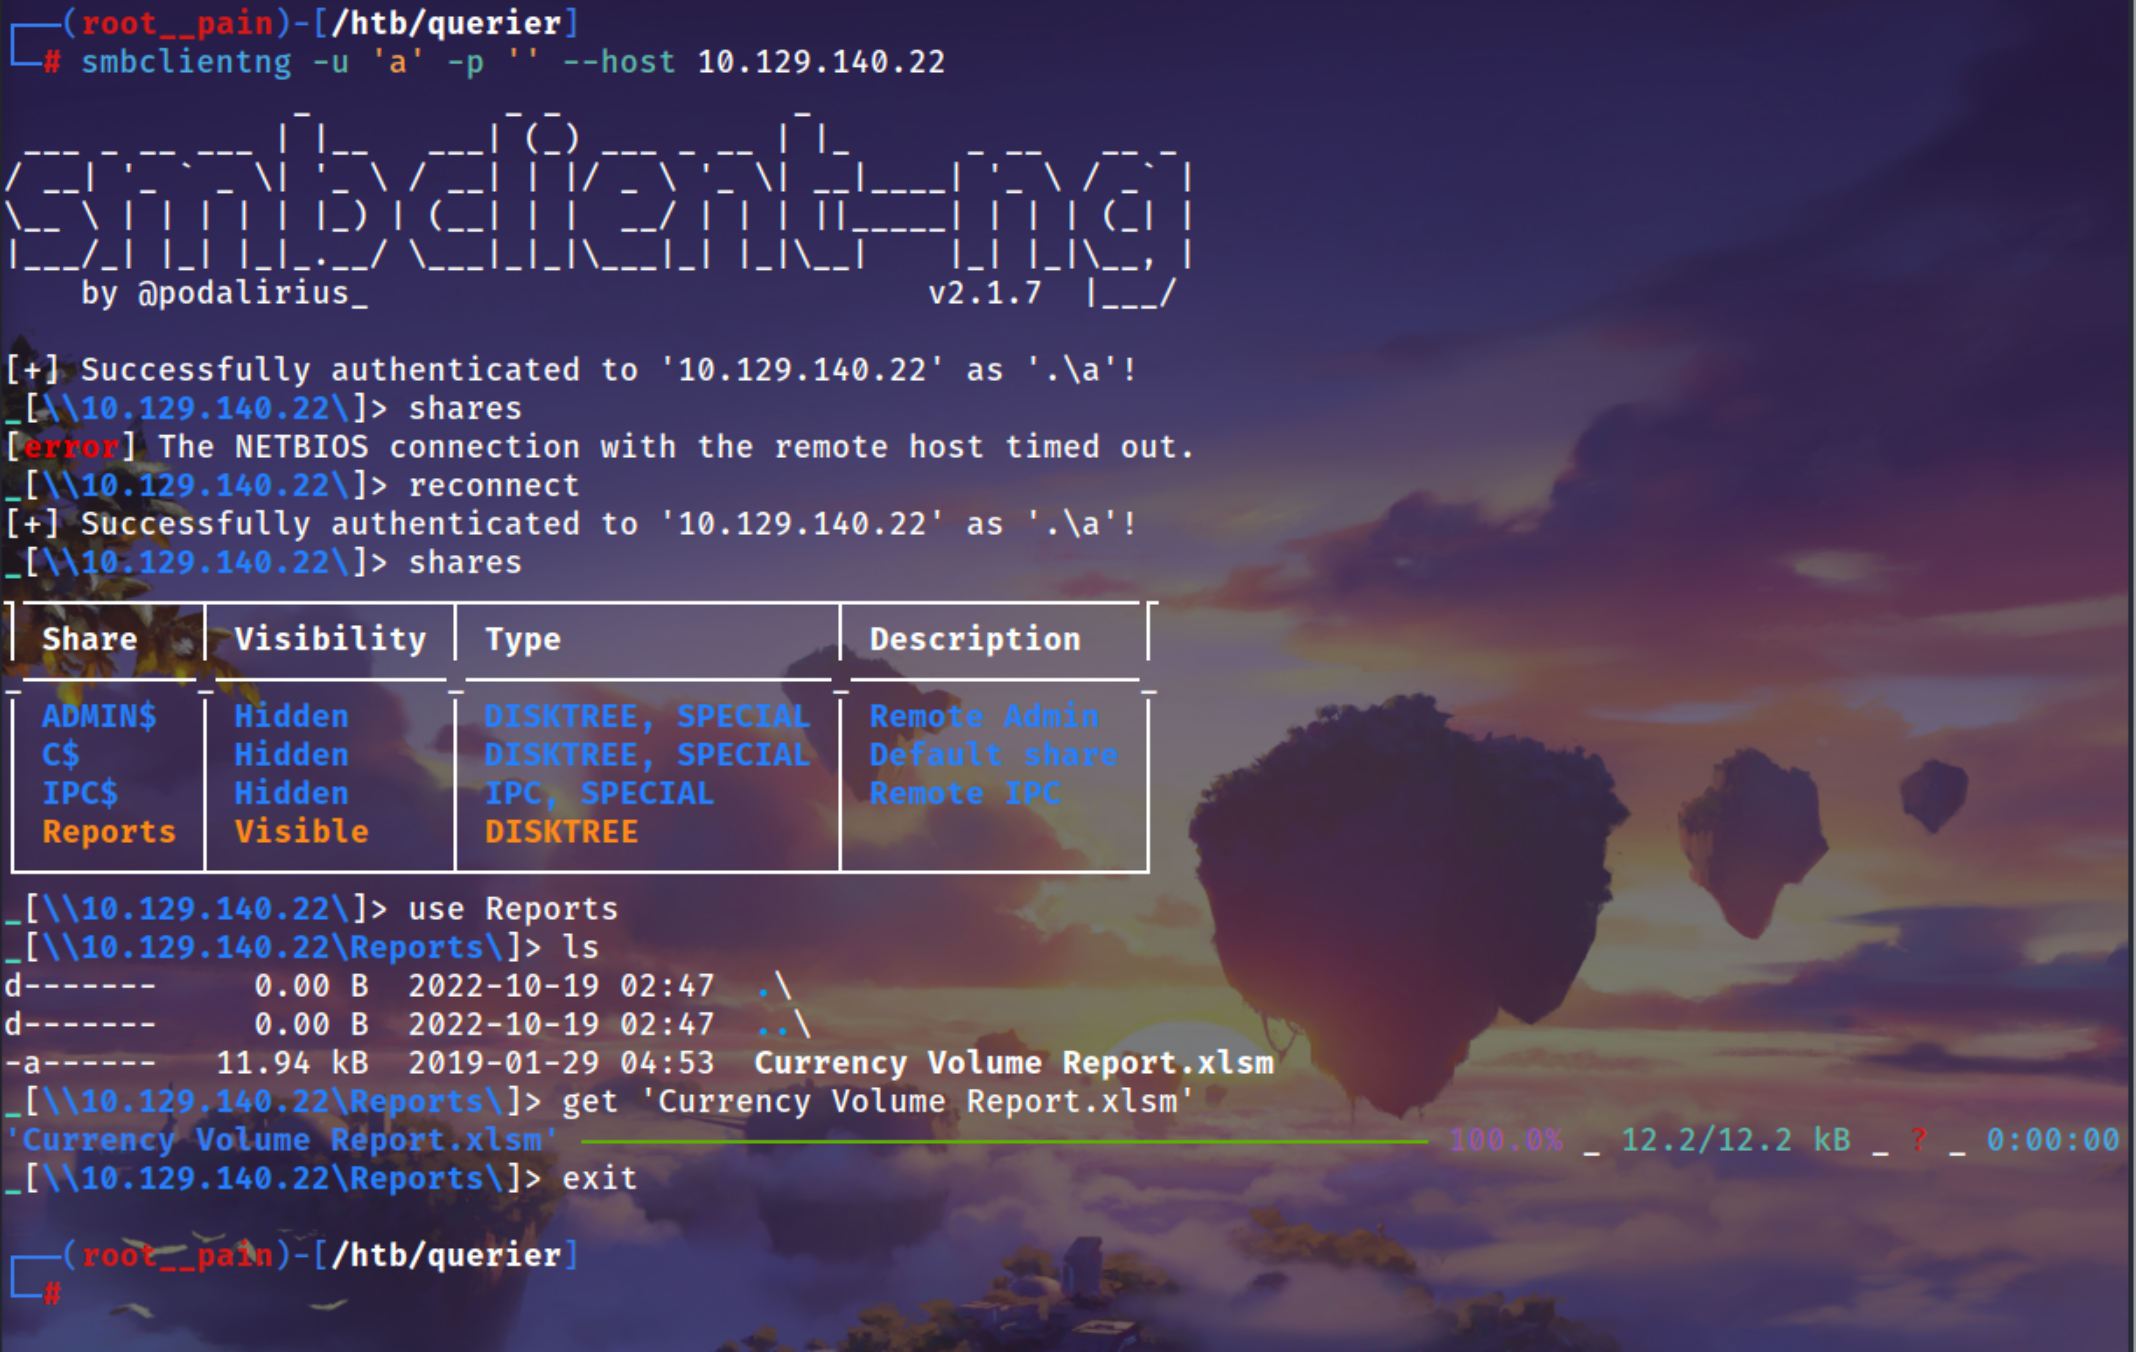 ┌──(root__pain)-[/htb/querier]
└─# smbclientng -u 'a' -p '' --host 10.129.140.22
by @podalirius_ v2.1.7
[+] Successfully authenticated to '10.129.140.22' as '.\a'!
_[\\10.129.140.22\]> shares
[error] The NETBIOS connection with the remote host timed out.
_[\\10.129.140.22\]> reconnect
[+] Successfully authenticated to '10.129.140.22' as '.\a'!
_[\\10.129.140.22\]> shares
Share Visibility Type Description
ADMIN$ Hidden DISKTREE, SPECIAL Remote Admin
C$ Hidden DISKTREE, SPECIAL Default share
IPC$ Hidden IPC, SPECIAL Remote IPC
Reports Visible DISKTREE
_[\\10.129.140.22\]> use Reports
_[\\10.129.140.22\Reports\]> ls
d------- 0.00 B 2022-10-19 02:47 .\
d------- 0.00 B 2022-10-19 02:47 ..\
-a------ 11.94 kB 2019-01-29 04:53 Currency Volume Report.xlsm
_[\\10.129.140.22\Reports\]> get 'Currency Volume Report.xlsm'
'Currency Volume Report.xlsm' 100.0% _ 12.2/12.2 kB _ ? _ 0:00:00
_[\\10.129.140.22\Reports\]> exit
┌──(root__pain)-[/htb/querier]
└─#